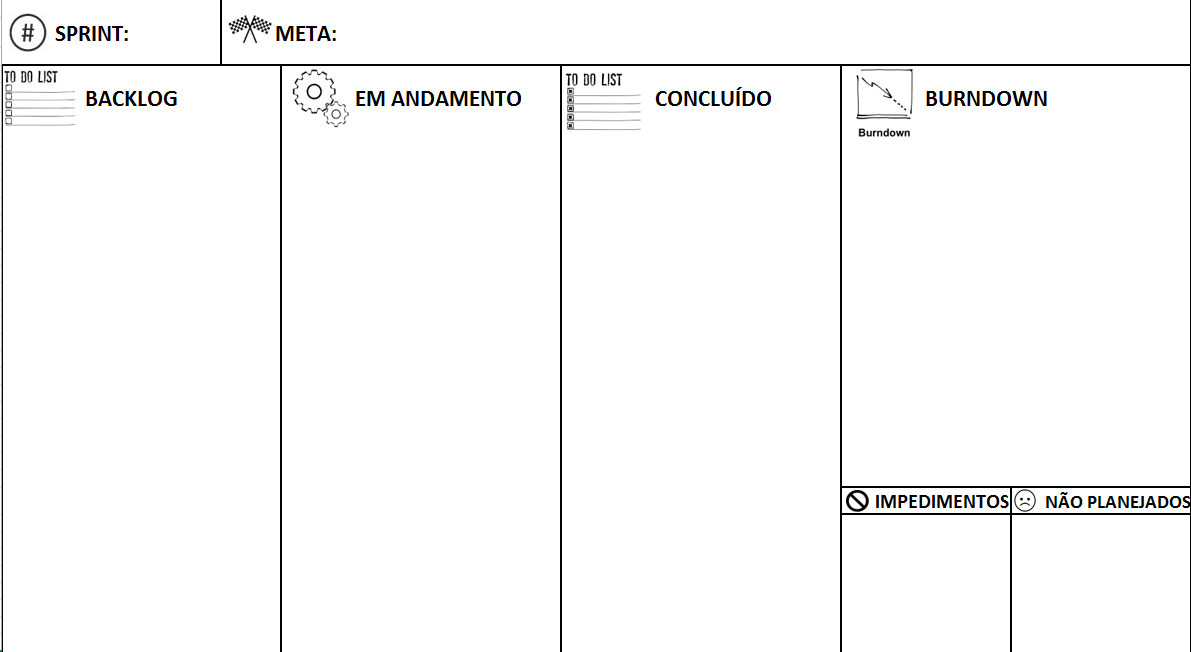 # SPRINT:
META:
TO DO LIST
BACKLOG
EM ANDAMENTO
TO DO LIST
CONCLUÍDO
BURNDOWN
Burndown
IMPEDIMENTOS
NÃO PLANEJADOS